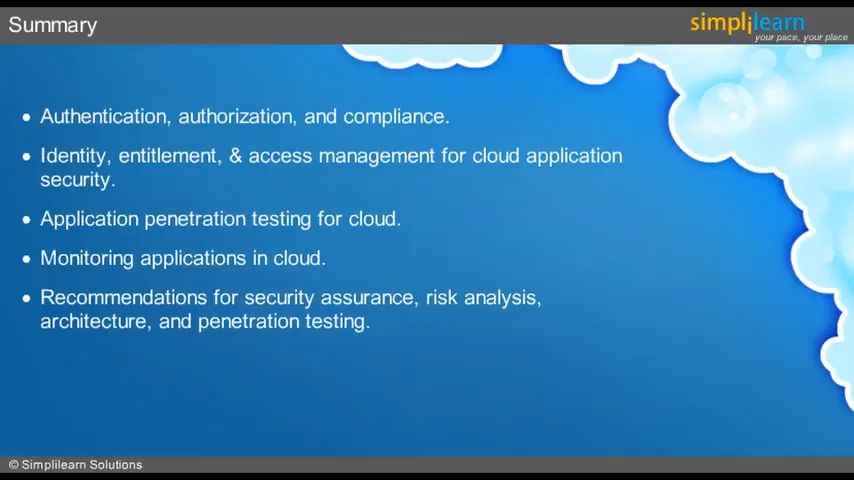 Summary
simplilearn
your pace, your place
• Authentication, authorization, and compliance.
• Identity, entitlement, & access management for cloud application
security.
• Application penetration testing for cloud.
• Monitoring applications in cloud.
• Recommendations for security assurance, risk analysis,
architecture, and penetration testing.
© Simplilearn Solutions